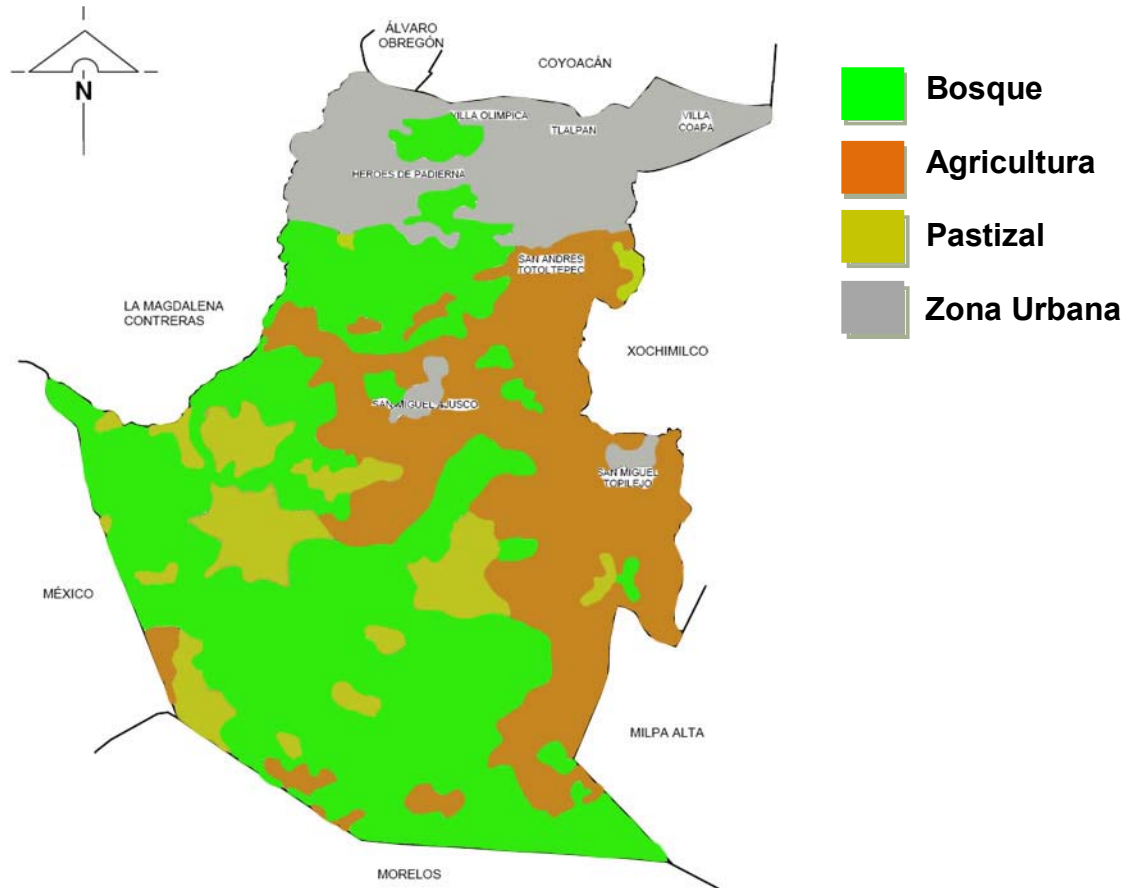 ÁLVARO
OBREGÓN
COYOACÁN
N
VILLA OLIMPICA
TLALPAN
VILLA
COAPA
HEROES DE PADIERNA
SAN ANDRES
TOTOLTEPEC
LA MAGDALENA
CONTRERAS
XOCHIMILCO
SAN MIGUEL AJUSCO
SAN MIGUEL
TOPILEJO
MÉXICO
MILPA ALTA
MORELOS
Bosque
Agricultura
Pastizal
Zona Urbana